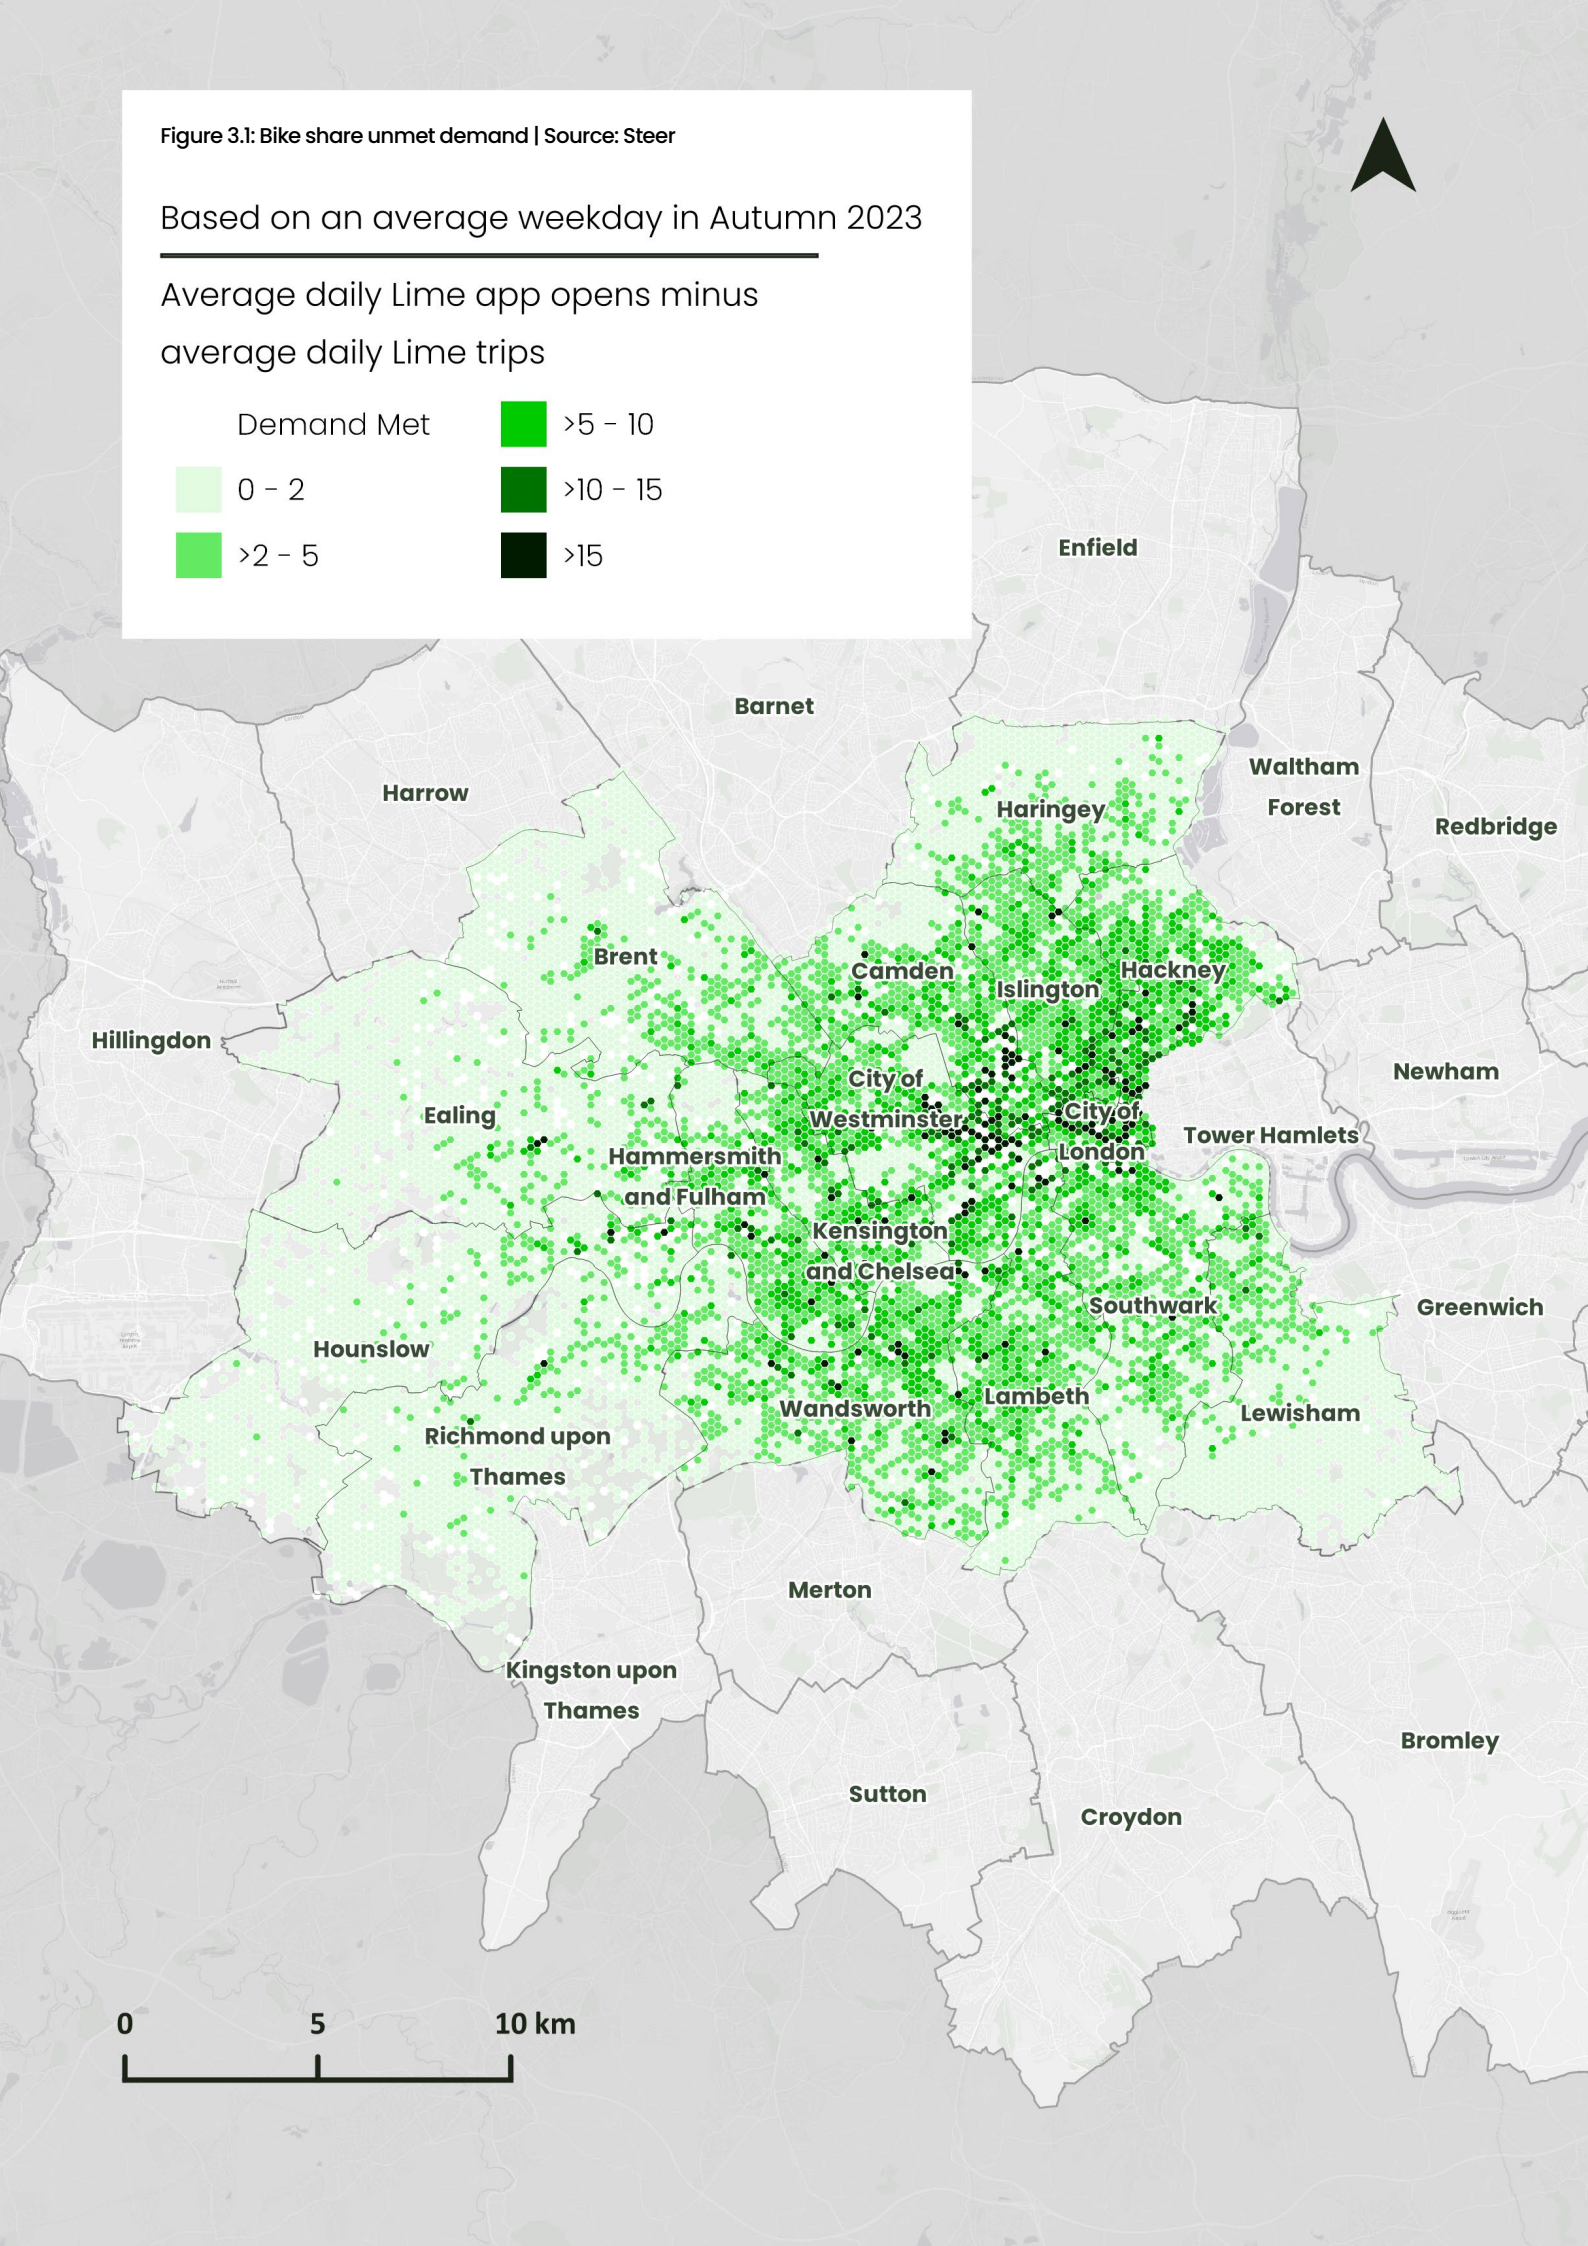 Figure 3.1: Bike share unmet demand | Source: Steer
Based on an average weekday in Autumn 2023
Average daily Lime app opens minus
average daily Lime trips
Demand Met
0 - 2
>2 - 5
>5 - 10
>10 - 15
>15
Enfield
Barnet
Harrow
Waltham
Forest
Haringey
Redbridge
Brent
Camden
Hackney
Islington
Hillingdon
Newham
City of
Westminster
Ealing
City of
London
Tower Hamlets
Hammersmith
and Fulham
Kensington
and Chelsea
Southwark
Greenwich
Hounslow
Lambeth
Wandsworth
Lewisham
Richmond upon
Thames
Merton
Kingston upon
Thames
Bromley
Sutton
Croydon
0 5 10 km